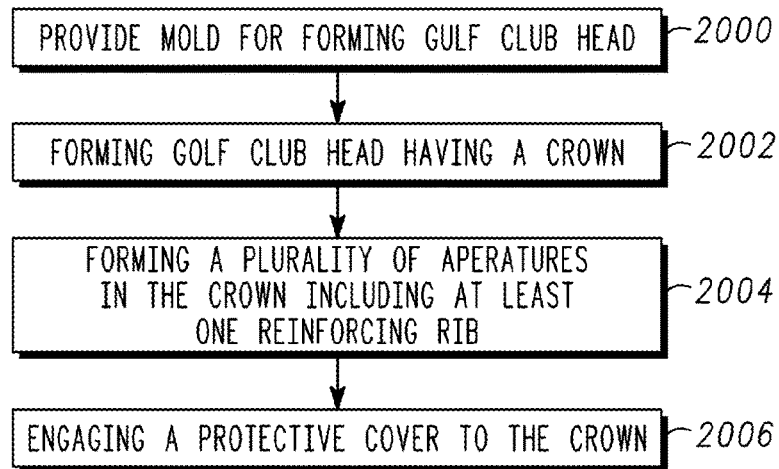 PROVIDE MOLD FOR FORMING GULF CLUB HEAD 2000
FORMING GOLF CLUB HEAD HAVING A CROWN 2002
FORMING A PLURALITY OF APERATURES
IN THE CROWN INCLUDING AT LEAST 2004
ONE REINFORCING RIB
ENGAGING A PROTECTIVE COVER TO THE CROWN 2006